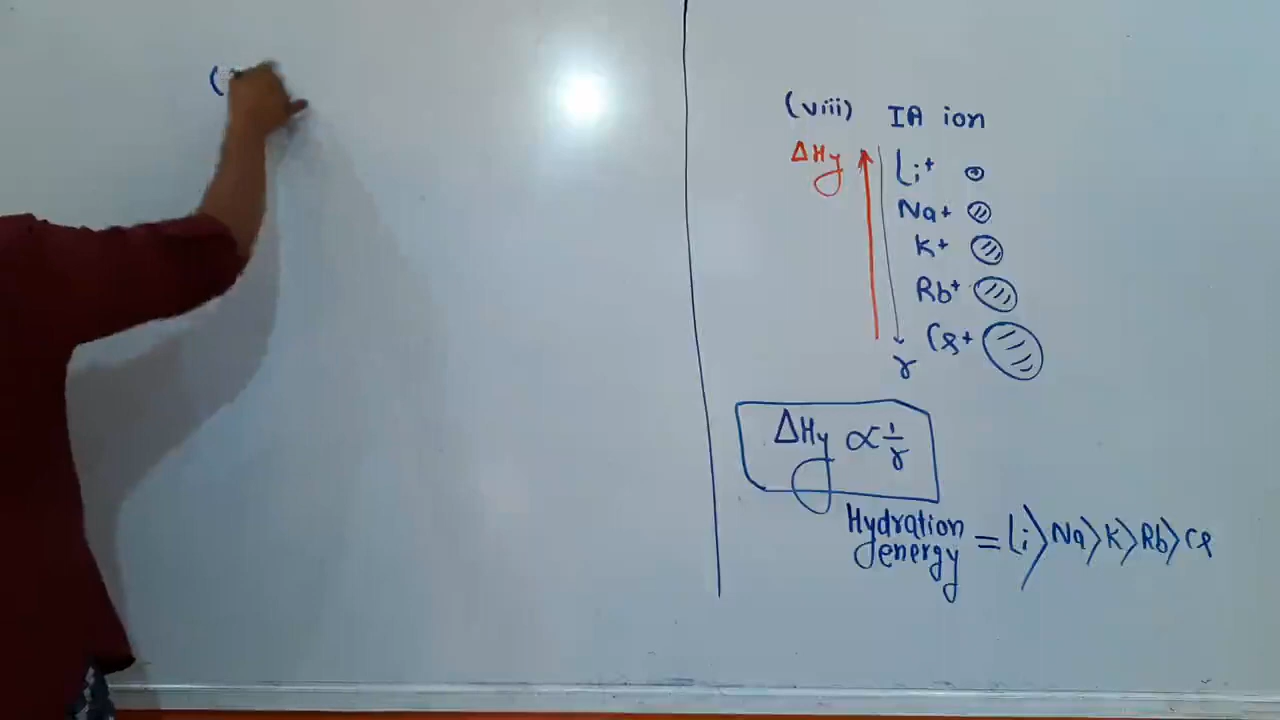 (
(viii) IA ion
ΔHy Li+
Na+
K+
Rb+
Cs+
r
ΔHy ∝ 1/r
Hydration energy = Li > Na > K > Rb > Cs